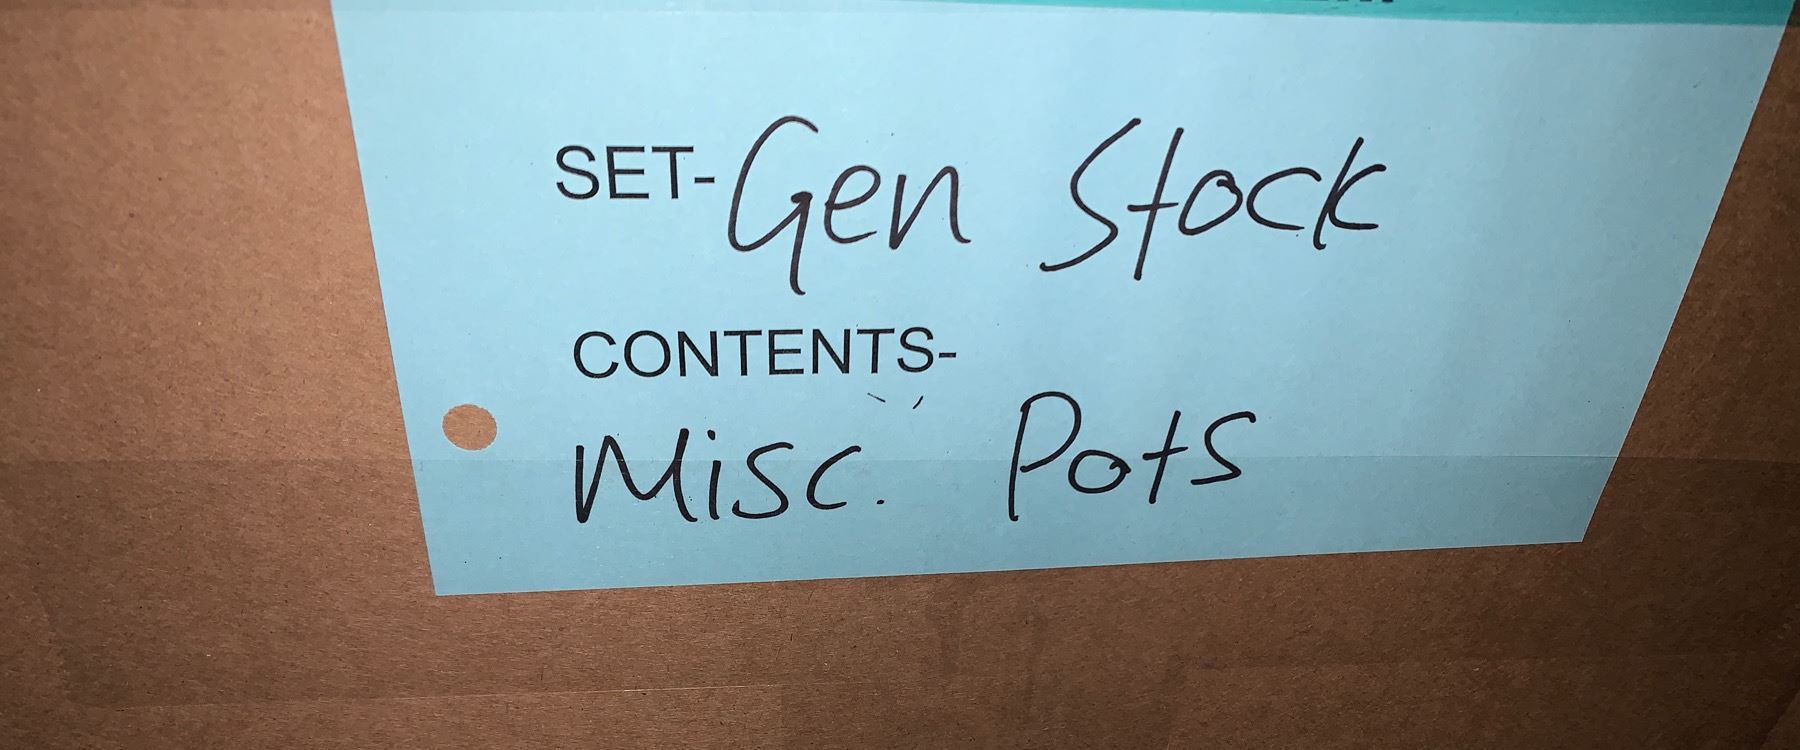 SET- Gen Stock
CONTENTS-
Misc. Pots